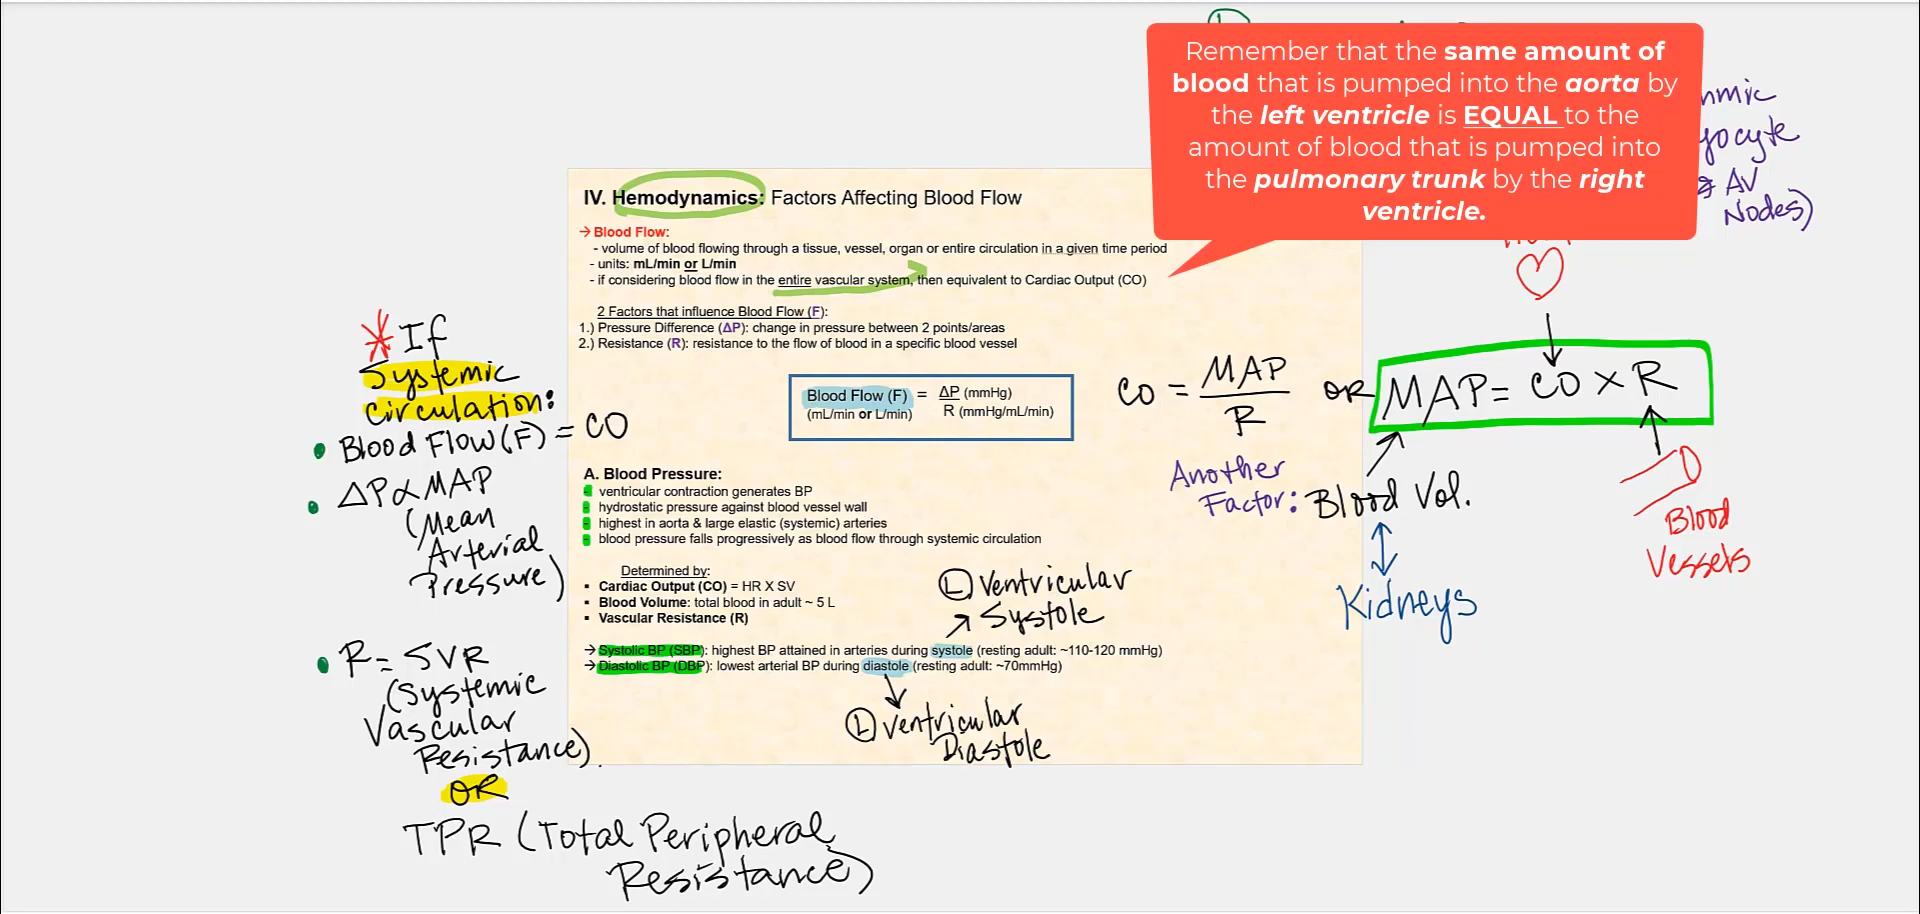 Remember that the same amount of
blood that is pumped into the aorta by
the left ventricle is EQUAL to the
amount of blood that is pumped into
the pulmonary trunk by the right
ventricle.
AV
Nodes)
IV. Hemodynamics: Factors Affecting Blood Flow
→ Blood Flow:
- volume of blood flowing through a tissue, vessel, organ or entire circulation in a given time period
- units: mL/min or L/min
- if considering blood flow in the entire vascular system, then equivalent to Cardiac Output (CO)
2 Factors that influence Blood Flow (F):
1.) Pressure Difference (ΔP): change in pressure between 2 points/areas
2.) Resistance (R): resistance to the flow of blood in a specific blood vessel
Blood Flow (F) = ΔP (mmHg)
(mL/min or L/min) R (mmHg/mL/min)
CO = MAP
R
OR
MAP = CO × R
Another
Factor: Blood Vol.
Kidneys
Blood
Vessels
* If
Systemic
Circulation:
• Blood Flow (F) = CO
• ΔP ∝ MAP
(Mean
Arterial
Pressure)
• R = SVR
(Systemic
Vascular
Resistance)
OR
TPR (Total Peripheral
Resistance)
A. Blood Pressure:
- ventricular contraction generates BP
- hydrostatic pressure against blood vessel wall
- highest in aorta & large elastic (systemic) arteries
- blood pressure falls progressively as blood flow through systemic circulation
Determined by:
▪ Cardiac Output (CO) = HR X SV
▪ Blood Volume: total blood in adult ~ 5 L
▪ Vascular Resistance (R)
(L) Ventricular
Systole
→ Systolic BP (SBP): highest BP attained in arteries during systole (resting adult: ~110-120 mmHg)
→ Diastolic BP (DBP): lowest arterial BP during diastole (resting adult: ~70mmHg)
(L) Ventricular
Diastole